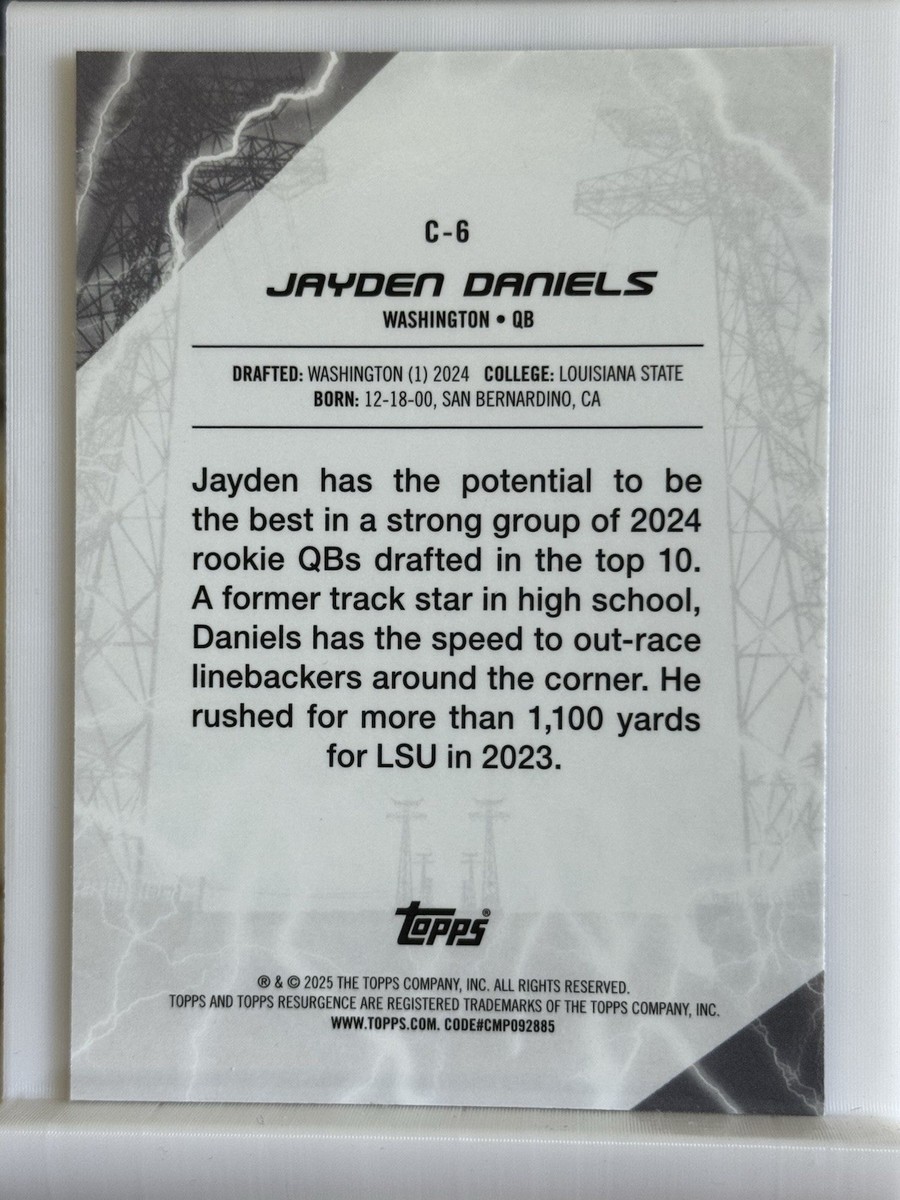 C-6
JAYDEN DANIELS
WASHINGTON • QB
DRAFTED: WASHINGTON (1) 2024 COLLEGE: LOUISIANA STATE
BORN: 12-18-00, SAN BERNARDINO, CA
Jayden has the potential to be
the best in a strong group of 2024
rookie QBs drafted in the top 10.
A former track star in high school,
Daniels has the speed to out-race
linebackers around the corner. He
rushed for more than 1,100 yards
for LSU in 2023.
TOPPS®
® & © 2025 THE TOPPS COMPANY, INC. ALL RIGHTS RESERVED.
TOPPS AND TOPPS RESURGENCE ARE REGISTERED TRADEMARKS OF THE TOPPS COMPANY, INC.
WWW.TOPPS.COM. CODE#CMP092885